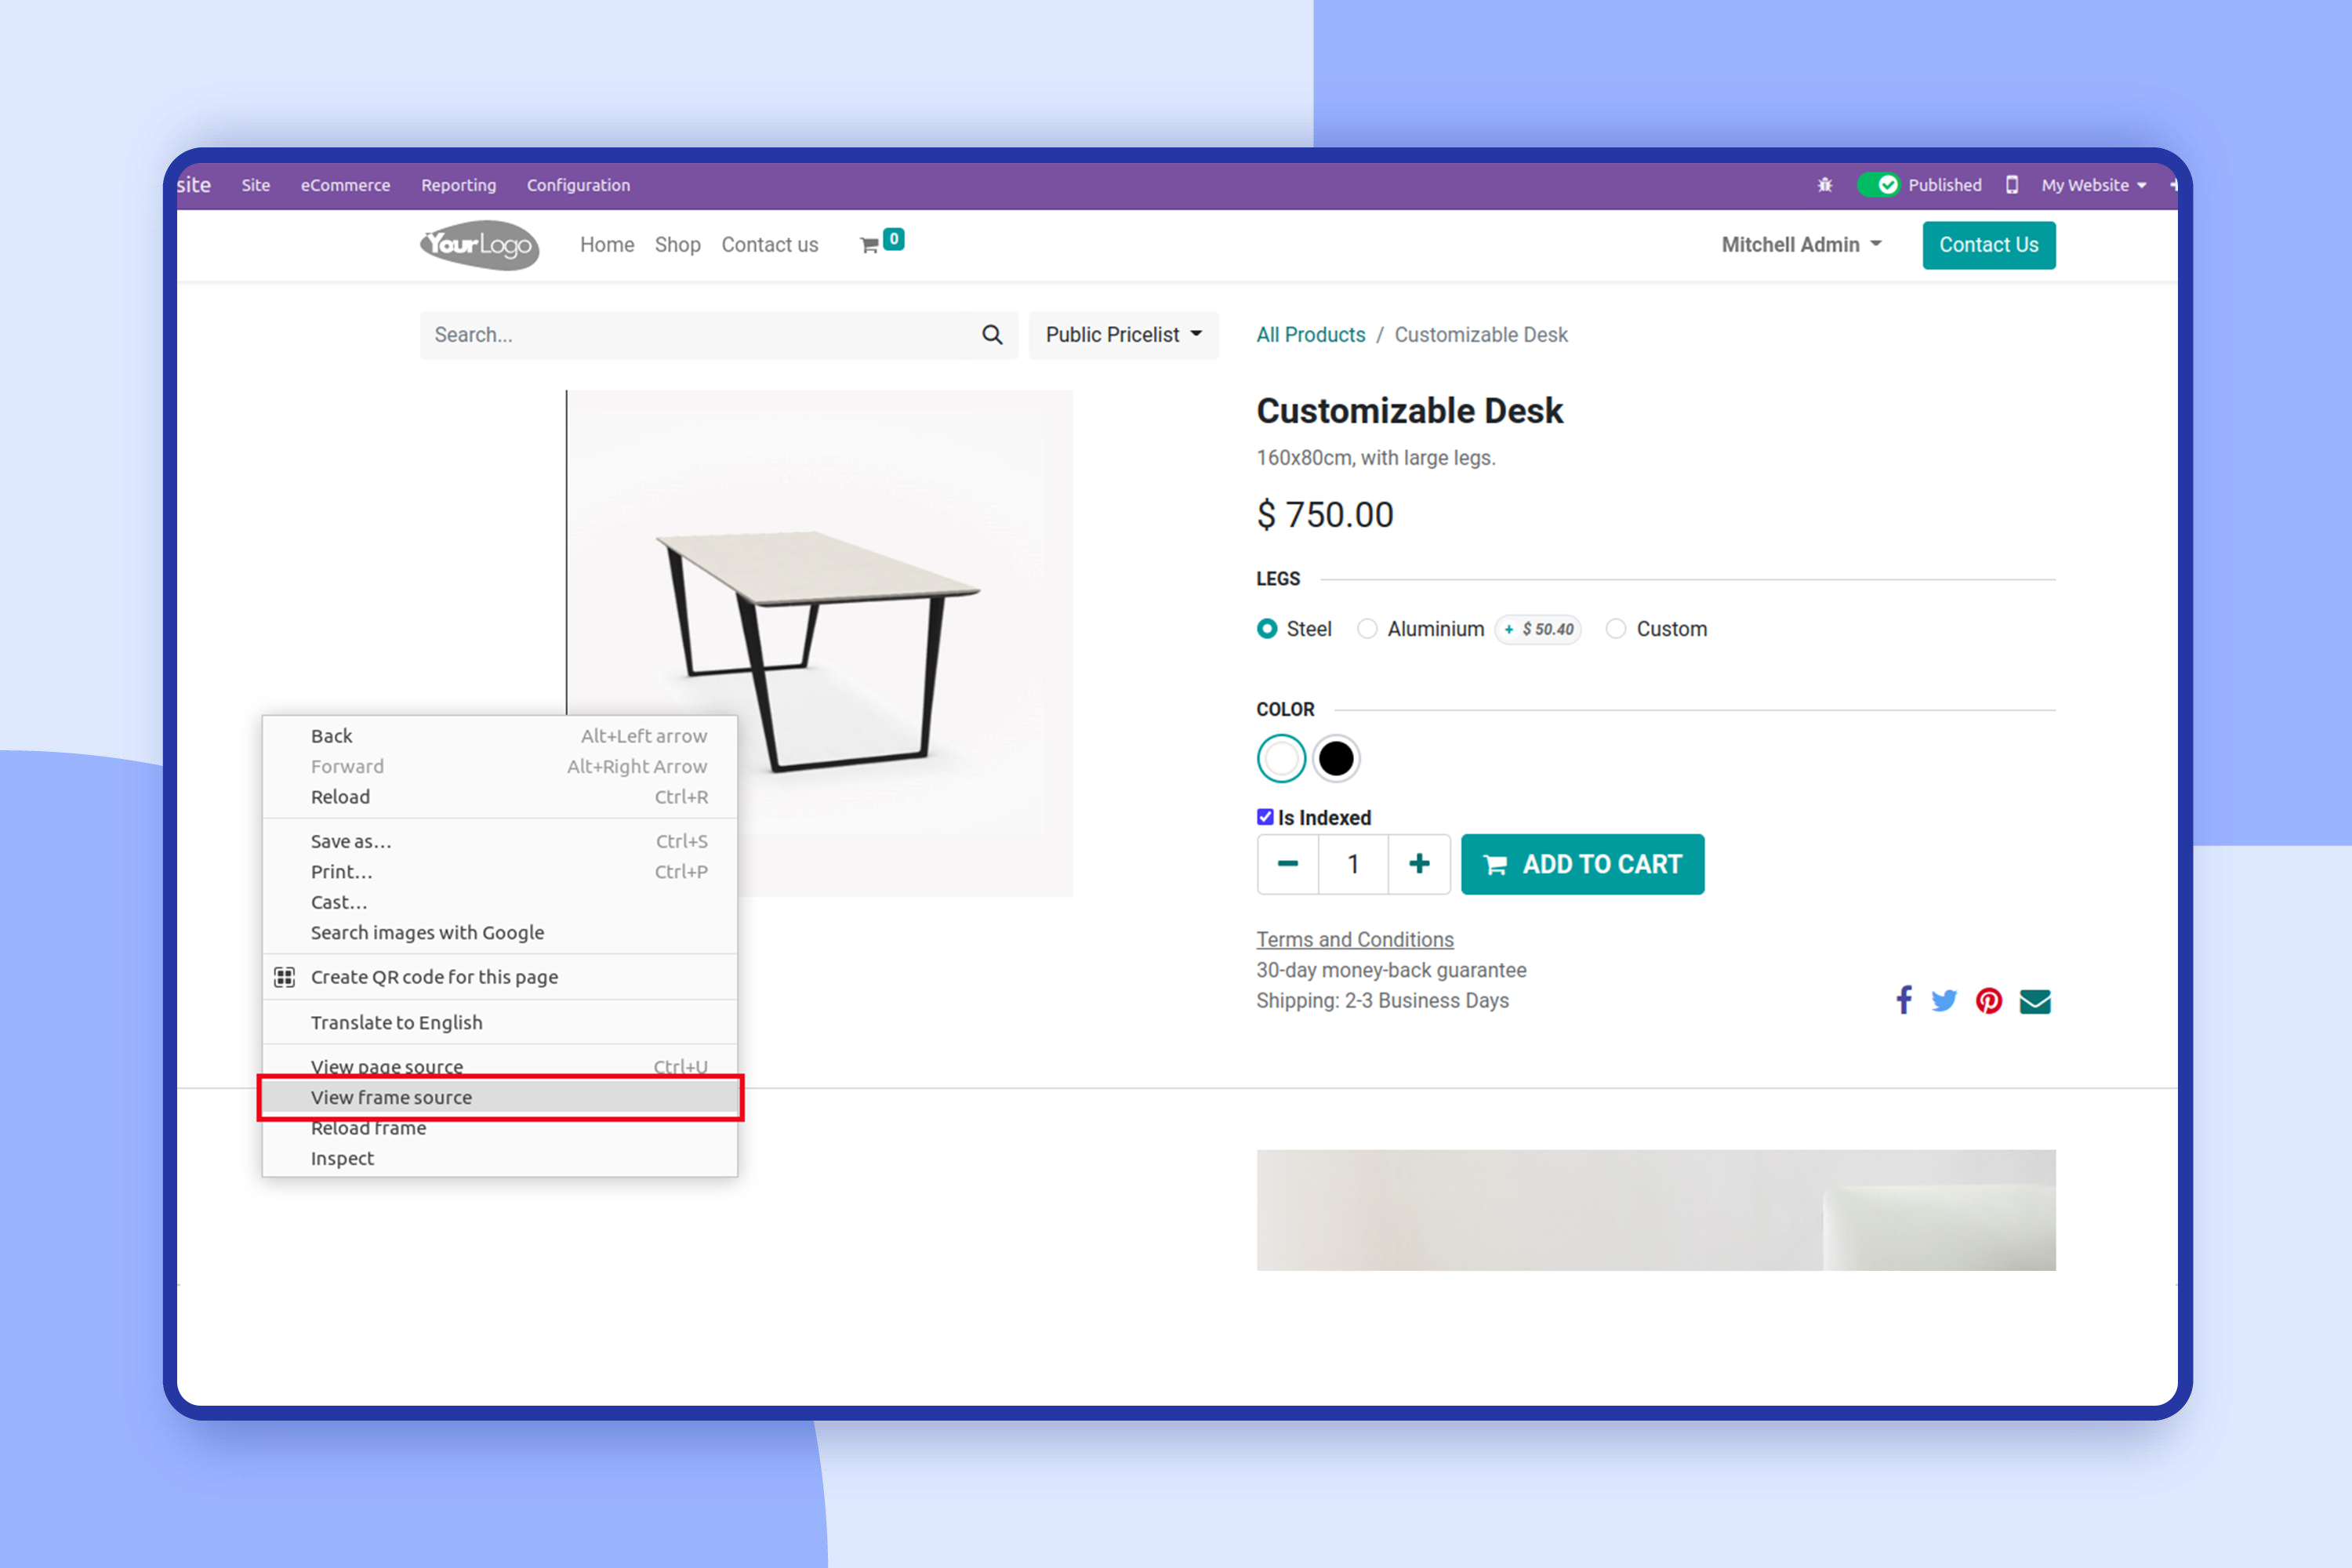 site Site eCommerce Reporting Configuration Published My Website
YourLogo Home Shop Contact us 0 Mitchell Admin Contact Us
Search... Public Pricelist All Products / Customizable Desk
Customizable Desk
160x80cm, with large legs.
$ 750.00
LEGS
Steel Aluminium + $ 50.40 Custom
COLOR
Is Indexed
1 ADD TO CART
Terms and Conditions
30-day money-back guarantee
Shipping: 2-3 Business Days
Back Alt+Left arrow
Forward Alt+Right Arrow
Reload Ctrl+R
Save as... Ctrl+S
Print... Ctrl+P
Cast...
Search images with Google
Create QR code for this page
Translate to English
View page source Ctrl+U
View frame source
Reload frame
Inspect